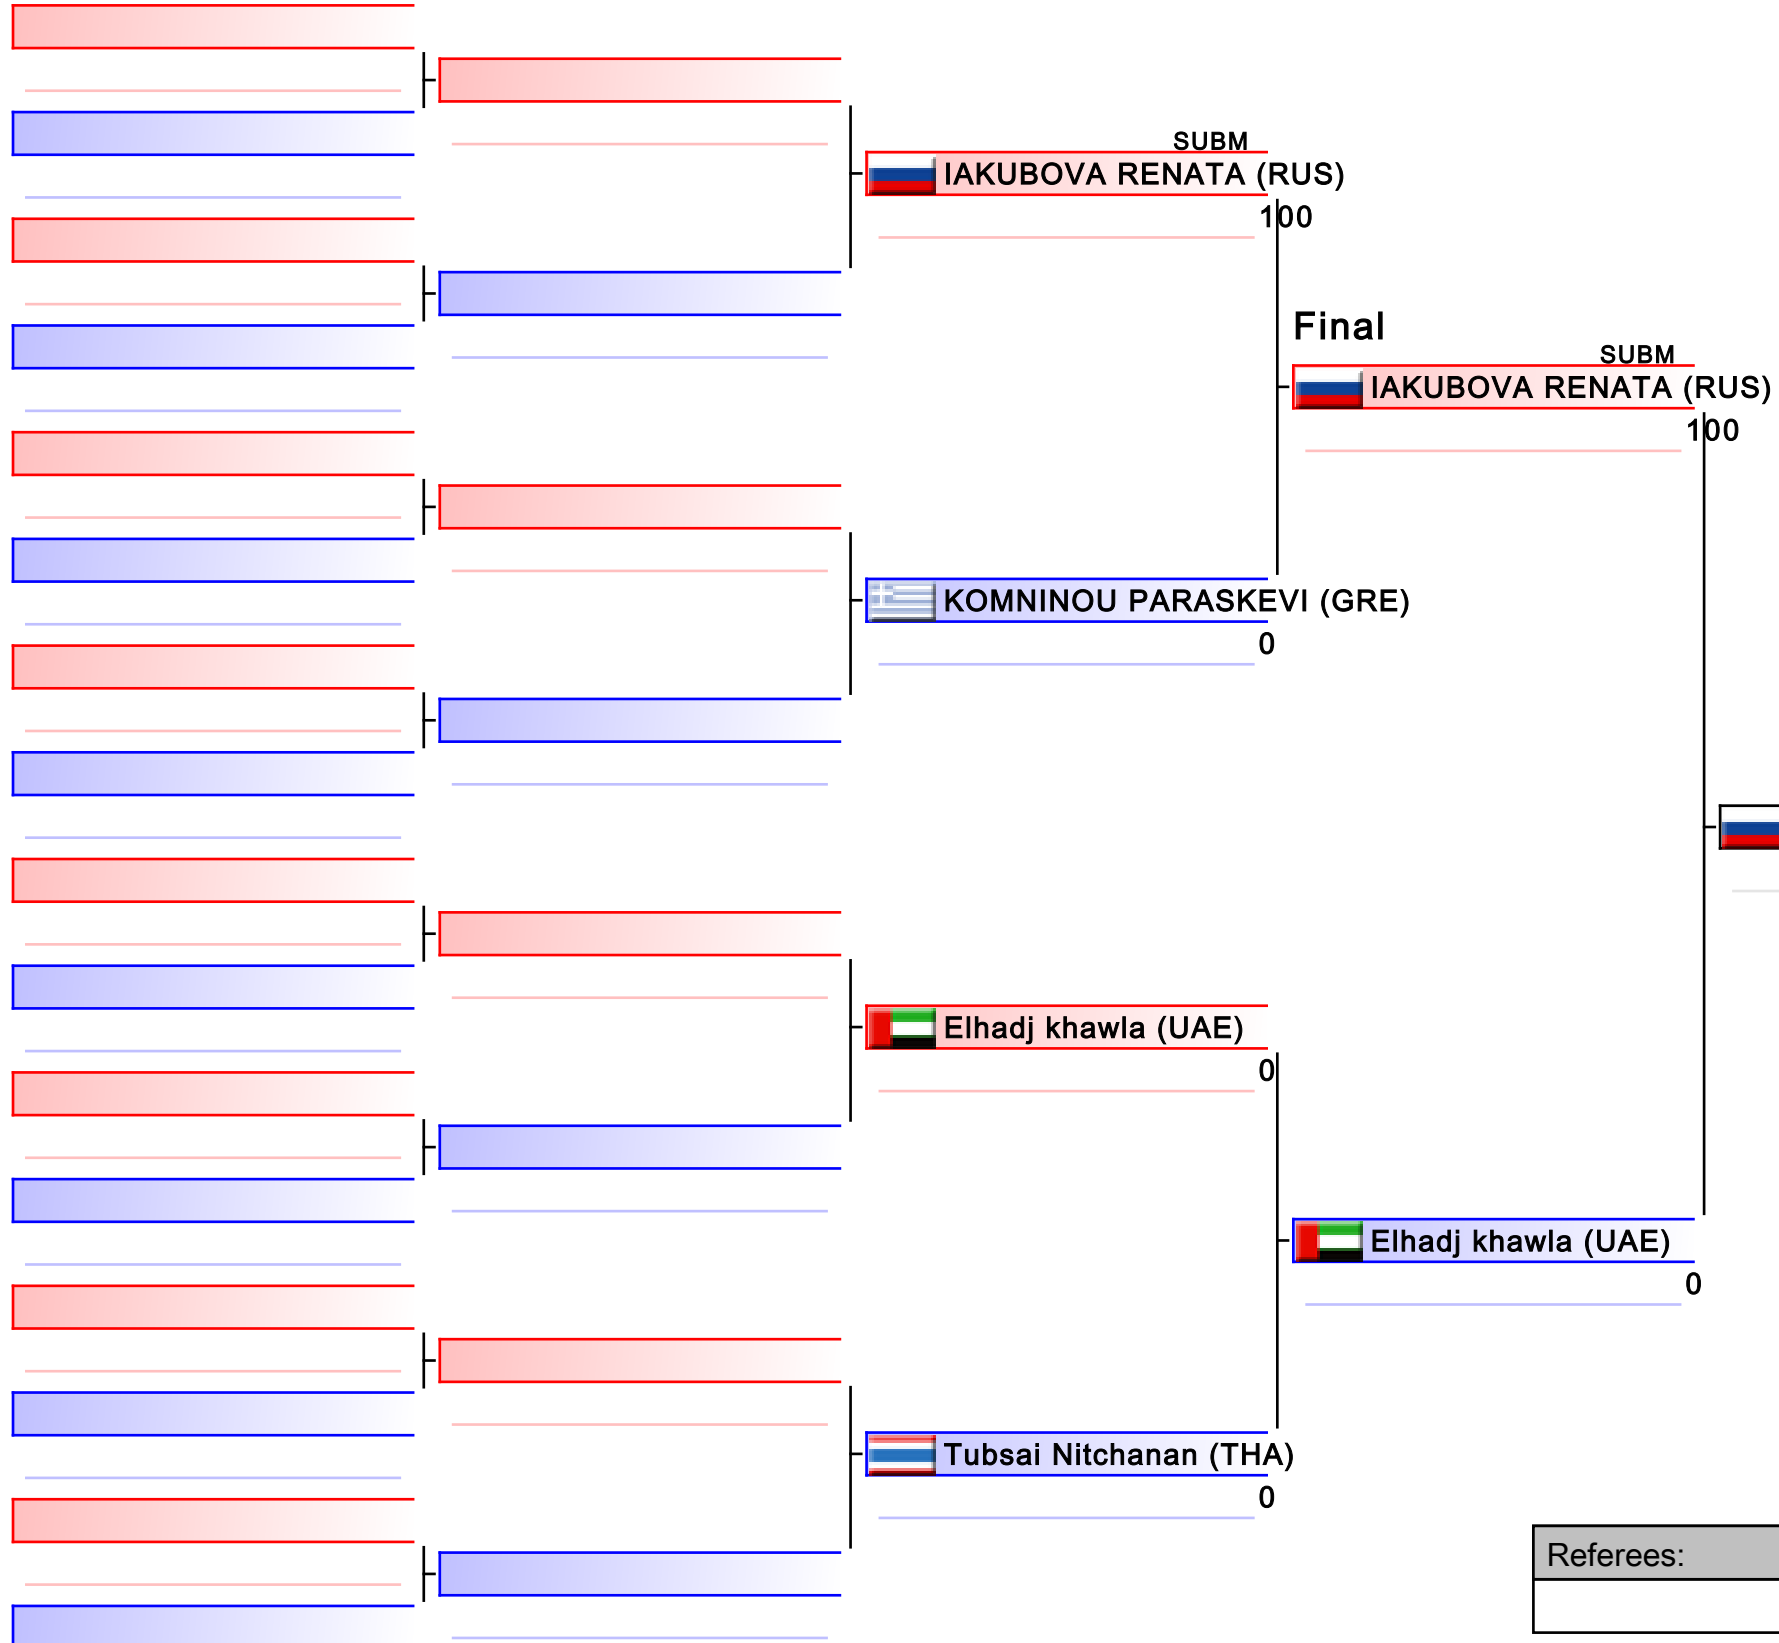 SUBM
IAKUBOVA RENATA (RUS)
100
Final
SUBM
IAKUBOVA RENATA (RUS)
100
KOMNINOU PARASKEVI (GRE)
0
Elhadj khawla (UAE)
0
Elhadj khawla (UAE)
0
Tubsai Nitchanan (THA)
0
Referees: